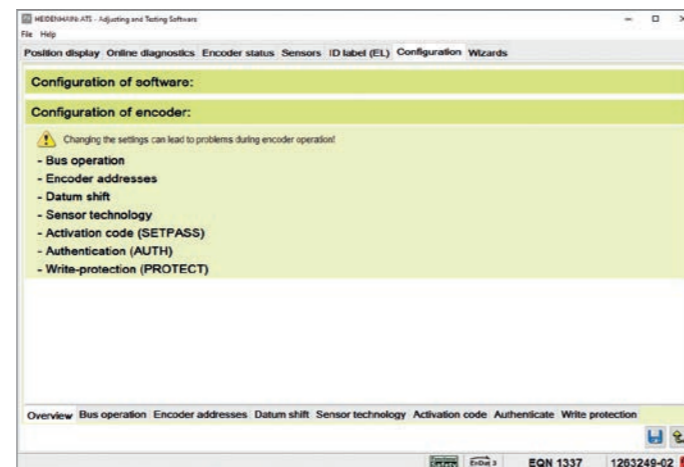 HEIDENHAIN ATS - Adjusting and Testing Software
File Help
Position display Online diagnostics Encoder status Sensors ID label (EL) Configuration Wizards
Configuration of software:
Configuration of encoder:
Changing the settings can lead to problems during encoder operation!
- Bus operation
- Encoder addresses
- Datum shift
- Sensor technology
- Activation code (SETPASS)
- Authentication (AUTH)
- Write-protection (PROTECT)
Overview Bus operation Encoder addresses Datum shift Sensor technology Activation code Authenticate Write protection
EnDat 3 EQN 1337 1263249-02